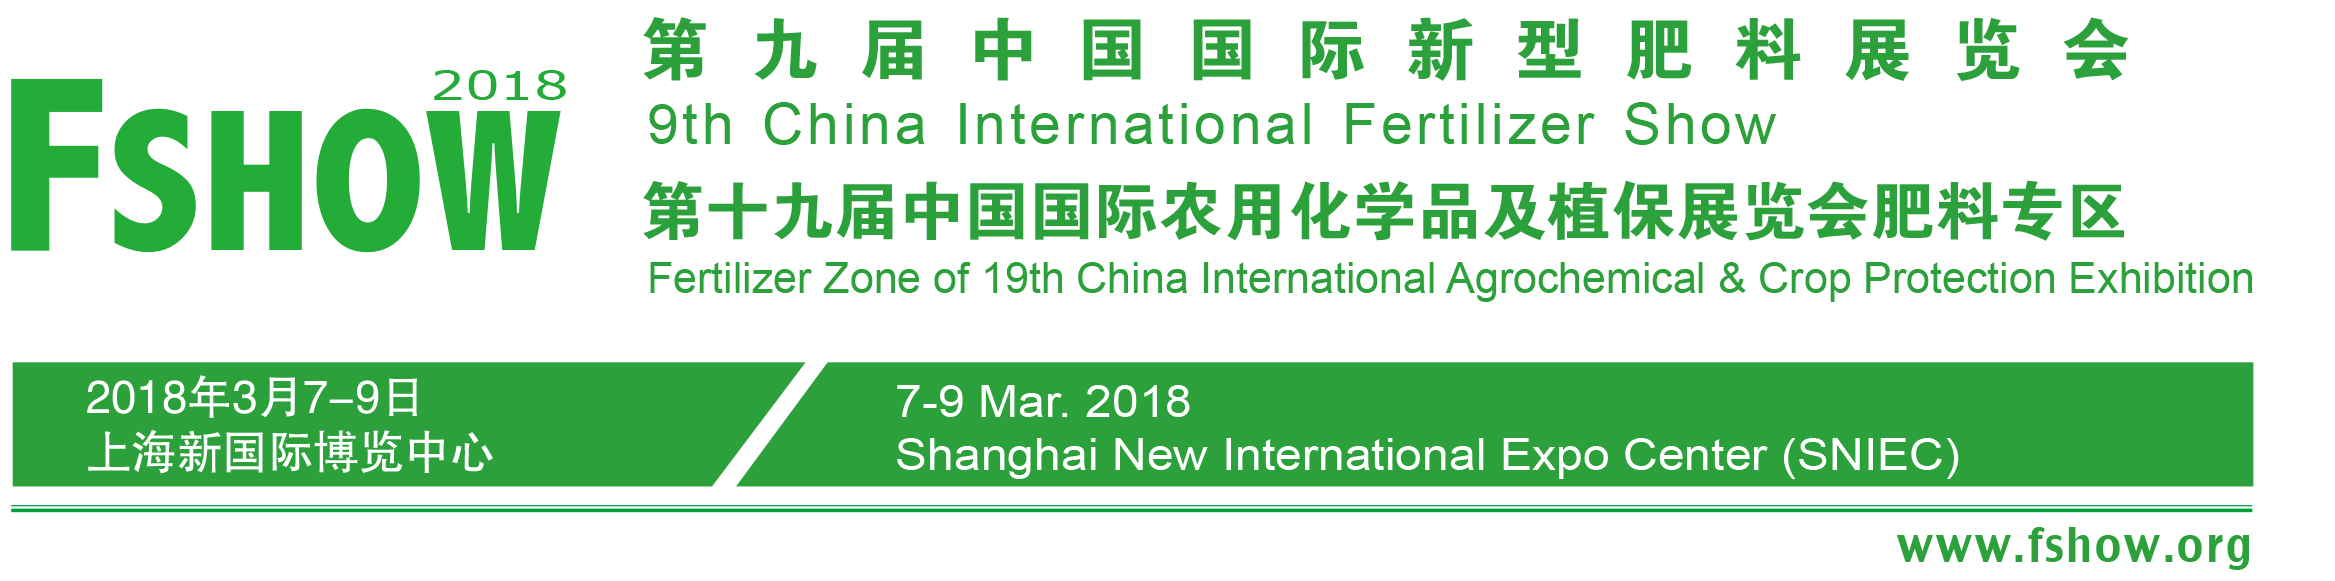 FSHOW 2018
第九届中国国际新型肥料展览会
9th China International Fertilizer Show
第十九届中国国际农用化学品及植保展览会肥料专区
Fertilizer Zone of 19th China International Agrochemical & Crop Protection Exhibition
2018年3月7-9日
上海新国际博览中心
7-9 Mar. 2018
Shanghai New International Expo Center (SNIEC)
www.fshow.org